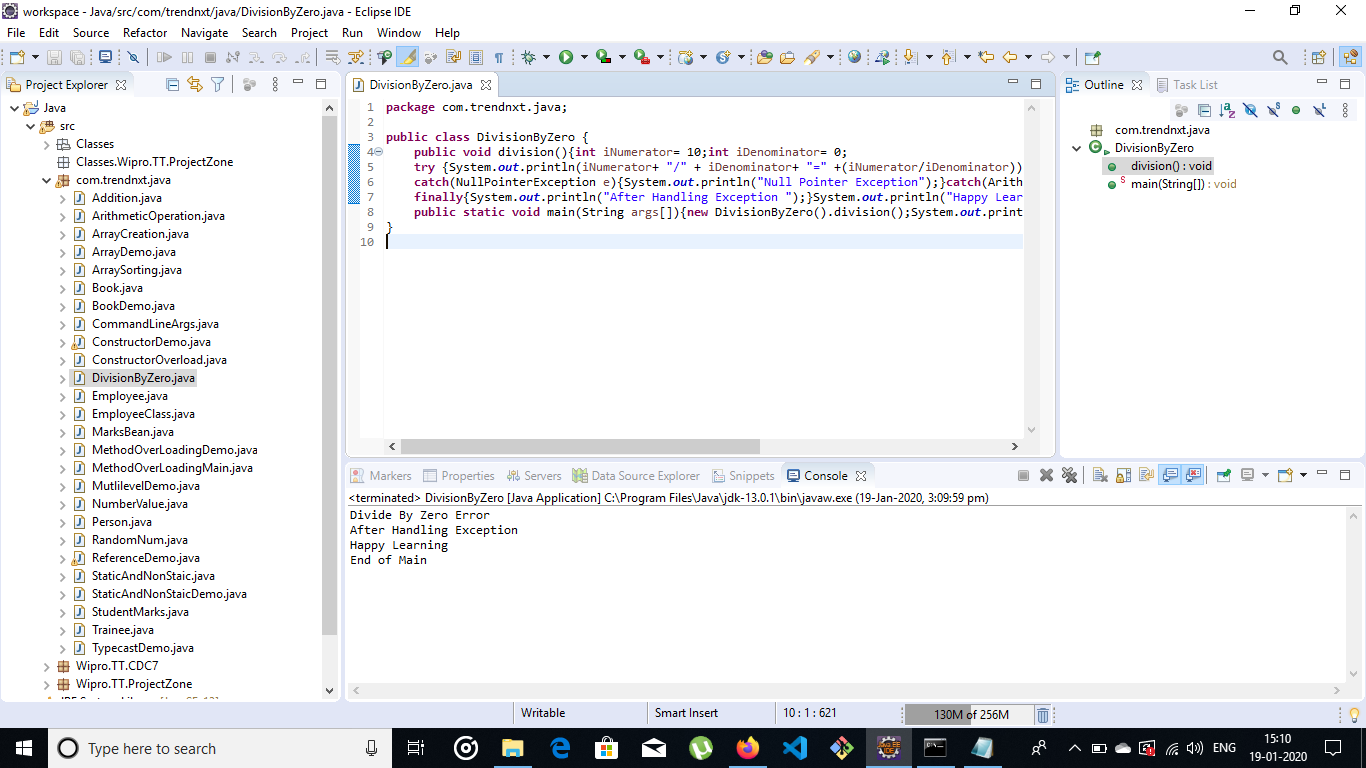 workspace - Java/src/com/trendnxt/java/DivisionByZero.java - Eclipse IDE
File Edit Source Refactor Navigate Search Project Run Window Help
Project Explorer
Java
src
Classes
Classes.Wipro.TT.ProjectZone
com.trendnxt.java
Addition.java
ArithmeticOperation.java
ArrayCreation.java
ArrayDemo.java
ArraySorting.java
Book.java
BookDemo.java
CommandLineArgs.java
ConstructorDemo.java
ConstructorOverload.java
DivisionByZero.java
Employee.java
EmployeeClass.java
MarksBean.java
MethodOverLoadingDemo.java
MethodOverLoadingMain.java
MutlilevelDemo.java
NumberValue.java
Person.java
RandomNum.java
ReferenceDemo.java
StaticAndNonStaic.java
StaticAndNonStaicDemo.java
StudentMarks.java
Trainee.java
TypecastDemo.java
Wipro.TT.CDC7
Wipro.TT.ProjectZone
DivisionByZero.java
1 package com.trendnxt.java;
2
3 public class DivisionByZero {
4 public void division(){int iNumerator= 10;int iDenominator= 0;
5 try {System.out.println(iNumerator+ "/" + iDenominator+ "=" +(iNumerator/iDenominator))
6 catch(NullPointerException e){System.out.println("Null Pointer Exception");}catch(Arith
7 finally{System.out.println("After Handling Exception ");}System.out.println("Happy Lear
8 public static void main(String args[]){new DivisionByZero().division();System.out.print
9 }
10
Outline Task List
com.trendnxt.java
DivisionByZero
division() : void
main(String[]) : void
Markers Properties Servers Data Source Explorer Snippets Console
<terminated> DivisionByZero [Java Application] C:\Program Files\Java\jdk-13.0.1\bin\javaw.exe (19-Jan-2020, 3:09:59 pm)
Divide By Zero Error
After Handling Exception
Happy Learning
End of Main
Writable Smart Insert 10 : 1 : 621 130M of 256M
Type here to search
ENG
15:10
19-01-2020